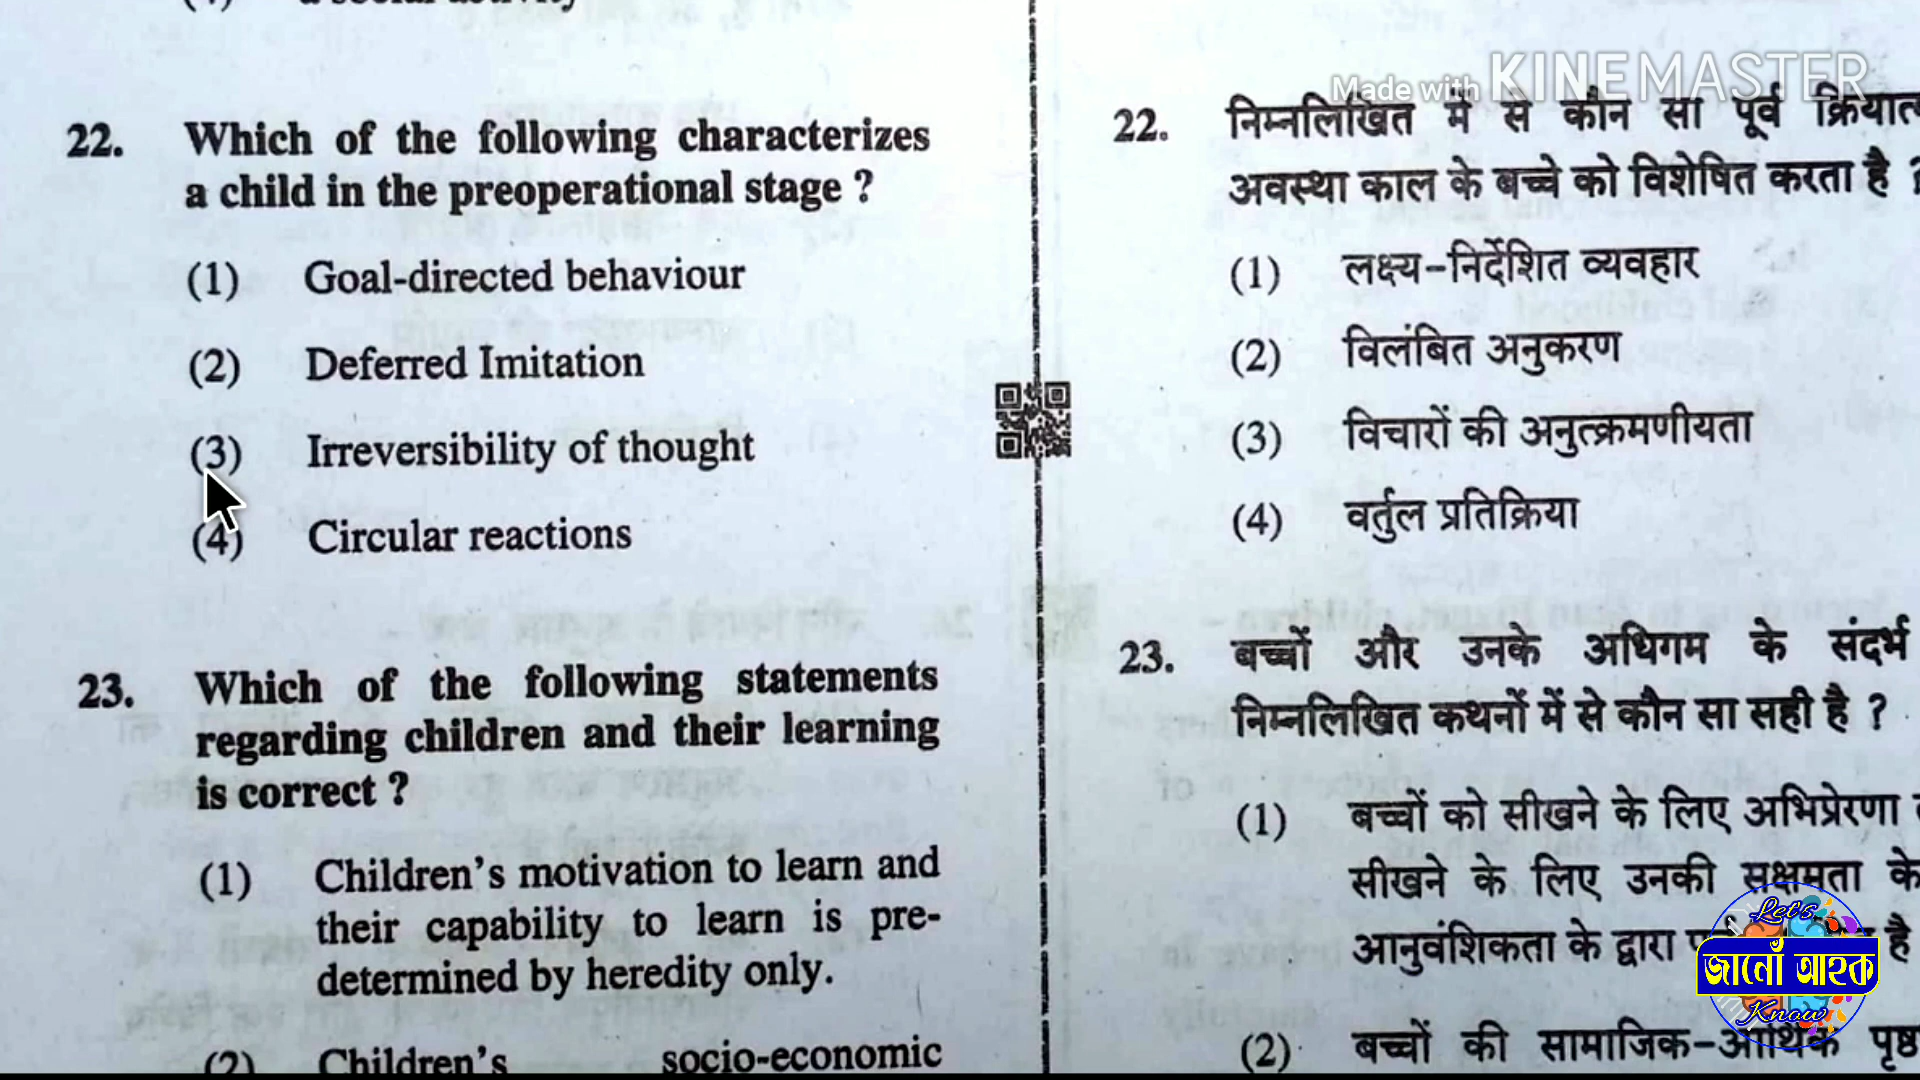 a social activity
22. Which of the following characterizes
a child in the preoperational stage ?
(1) Goal-directed behaviour
(2) Deferred Imitation
(3) Irreversibility of thought
(4) Circular reactions
23. Which of the following statements
regarding children and their learning
is correct ?
(1) Children's motivation to learn and
their capability to learn is pre-
determined by heredity only.
(2) Children's socio-economic
Made with KINEMASTER
22. निम्नलिखित में से कौन सा पूर्व
अवस्था काल के बच्चे को विशेषित करता है ?
(1) लक्ष्य-निर्देशित व्यवहार
(2) विलंबित अनुकरण
(3) विचारों की अनुत्क्रमणीयता
(4) वर्तुल प्रतिक्रिया
23. बच्चों और उनके अधिगम के संदर्भ
निम्नलिखित कथनों में से कौन सा सही है ?
(1) बच्चों को सीखने के लिए अभिप्रेरणा
सीखने के लिए उनकी सक्षमता के
आनुवंशिकता के द्वारा है
(2) बच्चों की सामाजिक-आर्थिक
Let's
জানোঁ আহক
Know